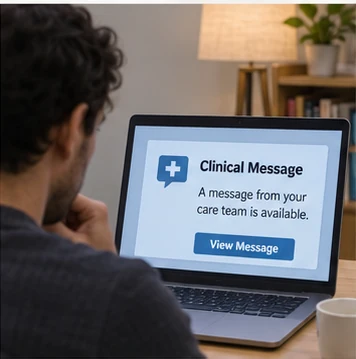 Clinical Message
A message from your
care team is available.
View Message